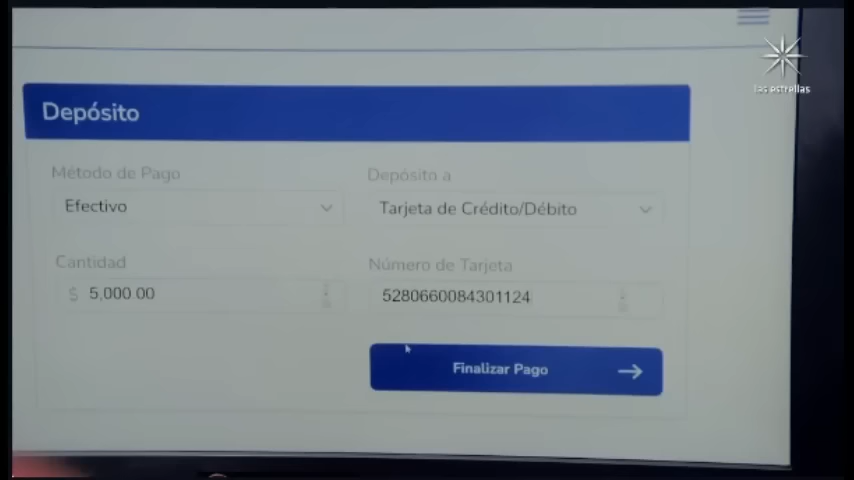 las estrellas
Depósito
Método de Pago
Depósito a
Efectivo
Tarjeta de Crédito/Débito
Cantidad
Número de Tarjeta
$ 5,000.00
5280660084301124
Finalizar Pago